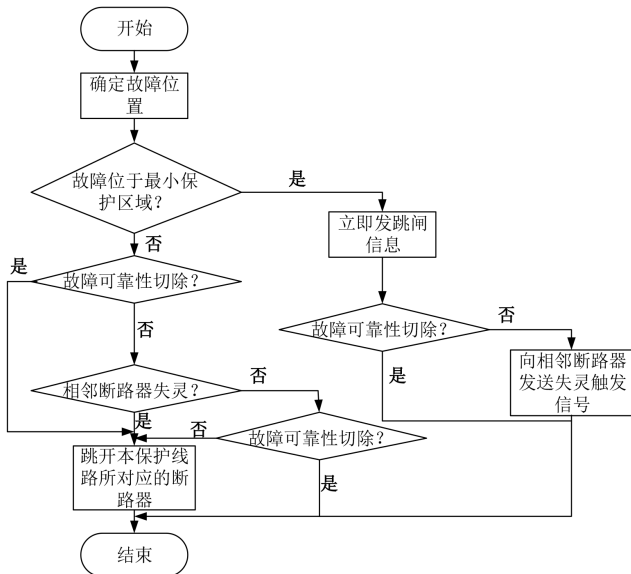 开始
确定故障位
置
故障位于最小保
护区域？
是
立即发跳闸
信息
否
是
故障可靠性切除？
故障可靠性切除？
否
否
向相邻断路器
发送失灵触发
信号
是
相邻断路器失灵？
否
是
否
故障可靠性切除？
跳开本保护线
路所对应的断
路器
是
结束